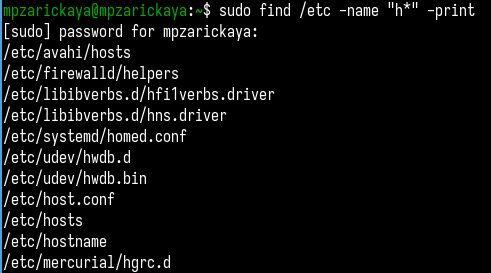 mpzarickaya@mpzarickaya:~$ sudo find /etc -name "h*" -print
[sudo] password for mpzarickaya:
/etc/avahi/hosts
/etc/firewalld/helpers
/etc/libibverbs.d/hfi1verbs.driver
/etc/libibverbs.d/hns.driver
/etc/systemd/homed.conf
/etc/udev/hwdb.d
/etc/udev/hwdb.bin
/etc/host.conf
/etc/hosts
/etc/hostname
/etc/mercurial/hgrc.d